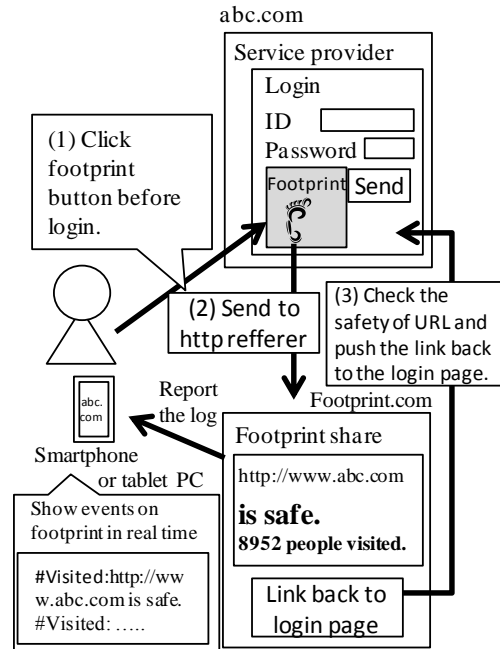 abc.com
Service provider
Login
ID
Password
Footprint
Send
(1) Click
footprint
button before
login.
(2) Send to
http refferer
(3) Check the
safety of URL and
push the link back
to the login page.
Report
the log
abc.
com
Smartphone
or tablet PC
Show events on
footprint in real time
#Visited:http://ww
w.abc.com is safe.
#Visited: …..
Footprint.com
Footprint share
http://www.abc.com
is safe.
8952 people visited.
Link back to
login page